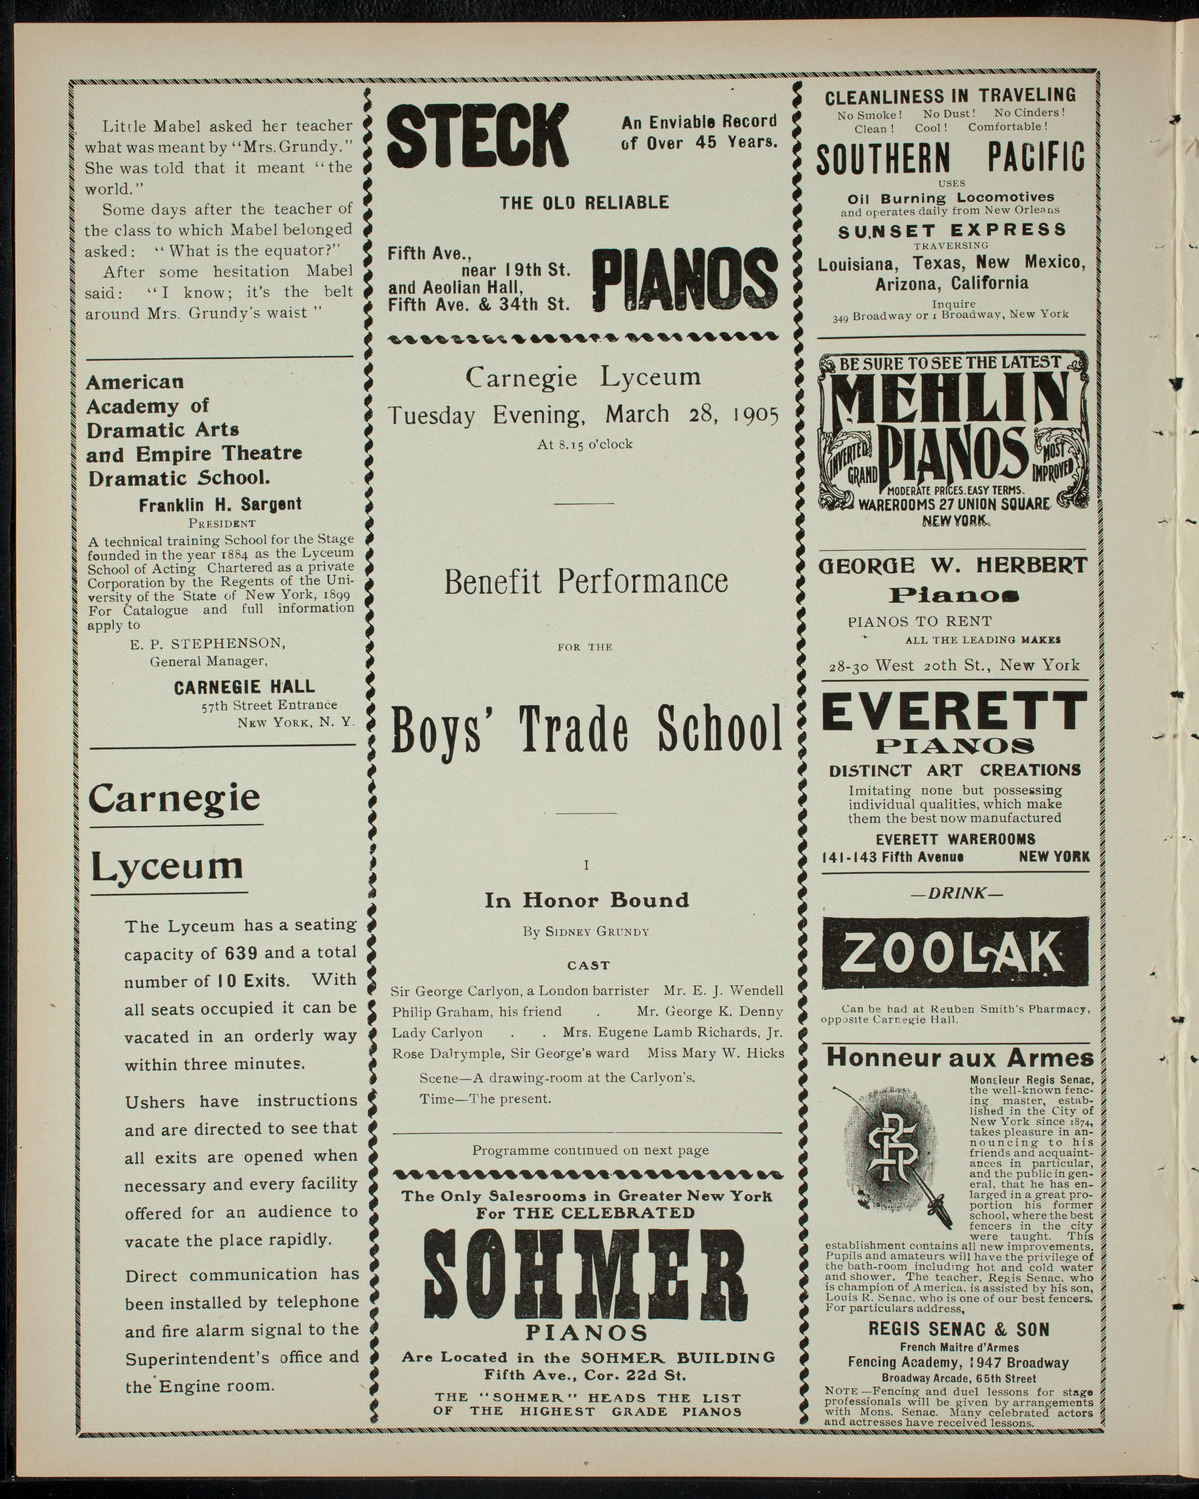 Little Mabel asked her teacher
what was meant by "Mrs. Grundy."
She was told that it meant "the
world."
Some days after the teacher of
the class to which Mabel belonged
asked: "What is the equator?"
After some hesitation Mabel
said: "I know; it's the belt
around Mrs. Grundy's waist"
American
Academy of
Dramatic Arts
and Empire Theatre
Dramatic School.
Franklin H. Sargent
PRESIDENT
A technical training School for the Stage
founded in the year 1884 as the Lyceum
School of Acting Chartered as a private
Corporation by the Regents of the Uni-
versity of the State of New York, 1899
For Catalogue and full information
apply to
E. P. STEPHENSON,
General Manager,
CARNEGIE HALL
57th Street Entrance
NEW YORK, N. Y.
Carnegie
Lyceum
The Lyceum has a seating
capacity of 639 and a total
number of 10 Exits. With
all seats occupied it can be
vacated in an orderly way
within three minutes.
Ushers have instructions
and are directed to see that
all exits are opened when
necessary and every facility
offered for an audience to
vacate the place rapidly.
Direct communication has
been installed by telephone
and fire alarm signal to the
Superintendent's office and
the Engine room.
STECK
An Enviable Record
of Over 45 Years.
THE OLD RELIABLE
Fifth Ave.,
near 19th St.
and Aeolian Hall,
Fifth Ave. & 34th St.
PIANOS
Carnegie Lyceum
Tuesday Evening, March 28, 1905
At 8.15 o'clock
Benefit Performance
FOR THE
Boys' Trade School
I
In Honor Bound
By SIDNEY GRUNDY
CAST
Sir George Carlyon, a London barrister Mr. E. J. Wendell
Philip Graham, his friend . Mr. George K. Denny
Lady Carlyon . . Mrs. Eugene Lamb Richards, Jr.
Rose Dalrymple, Sir George's ward Miss Mary W. Hicks
Scene—A drawing-room at the Carlyon's.
Time—The present.
Programme continued on next page
The Only Salesrooms in Greater New York
For THE CELEBRATED
SOHMER
PIANOS
Are Located in the SOHMER BUILDING
Fifth Ave., Cor. 22d St.
THE "SOHMER" HEADS THE LIST
OF THE HIGHEST GRADE PIANOS
CLEANLINESS IN TRAVELING
No Smoke! No Dust! No Cinders!
Clean! Cool! Comfortable!
SOUTHERN PACIFIC
USES
Oil Burning Locomotives
and operates daily from New Orleans
SUNSET EXPRESS
TRAVERSING
Louisiana, Texas, New Mexico,
Arizona, California
Inquire
349 Broadway or 1 Broadway, New York
BE SURE TO SEE THE LATEST
MEHLIN
PIANOS
INVERTED GRAND
MOST IMPROVED
MODERATE PRICES. EASY TERMS.
WAREROOMS 27 UNION SQUARE
NEW YORK.
GEORGE W. HERBERT
Pianos
PIANOS TO RENT
ALL THE LEADING MAKES
28-30 West 20th St., New York
EVERETT
PIANOS
DISTINCT ART CREATIONS
Imitating none but possessing
individual qualities, which make
them the best now manufactured
EVERETT WAREROOMS
141-143 Fifth Avenue NEW YORK
—DRINK—
ZOOLAK
Can be had at Reuben Smith's Pharmacy,
opposite Carnegie Hall.
Honneur aux Armes
Monsieur Regis Senac,
the well-known fenc-
ing master, estab-
lished in the City of
New York since 1874,
takes pleasure in an-
nouncing to his
friends and acquaint-
ances in particular,
and the public in gen-
eral, that he has en-
larged in a great pro-
portion his former
school, where the best
fencers in the city
were taught. This
establishment contains all new improvements.
Pupils and amateurs will have the privilege of
the bath-room including hot and cold water
and shower. The teacher, Regis Senac, who
is champion of America, is assisted by his son,
Louis R. Senac, who is one of our best fencers.
For particulars address,
REGIS SENAC & SON
French Maitre d'Armes
Fencing Academy, 1947 Broadway
Broadway Arcade, 65th Street
NOTE—Fencing and duel lessons for stage
professionals will be given by arrangements
with Mons. Senac. Many celebrated actors
and actresses have received lessons.